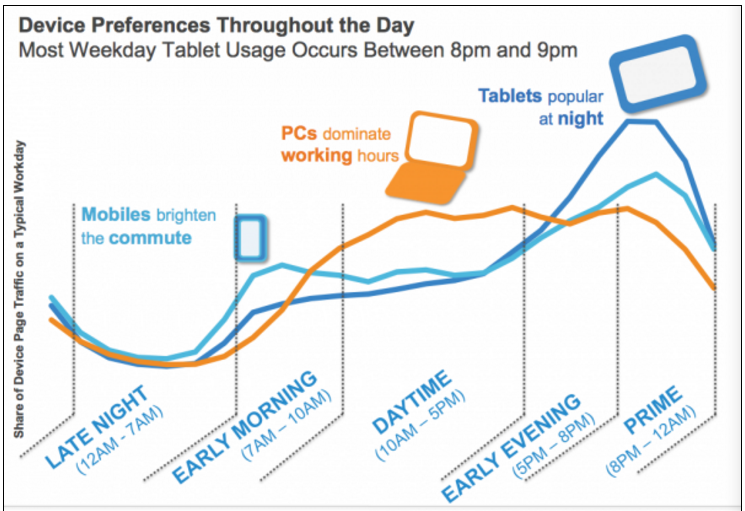 Device Preferences Throughout the Day
Most Weekday Tablet Usage Occurs Between 8pm and 9pm
Tablets popular
at night
PCs dominate
working hours
Mobiles brighten
the commute
Share of Device Page Traffic on a Typical Workday
LATE NIGHT
(12AM - 7AM)
EARLY MORNING
(7AM – 10AM)
DAYTIME
(10AM – 5PM)
EARLY EVENING
(5PM – 8PM)
PRIME
(8PM – 12AM)